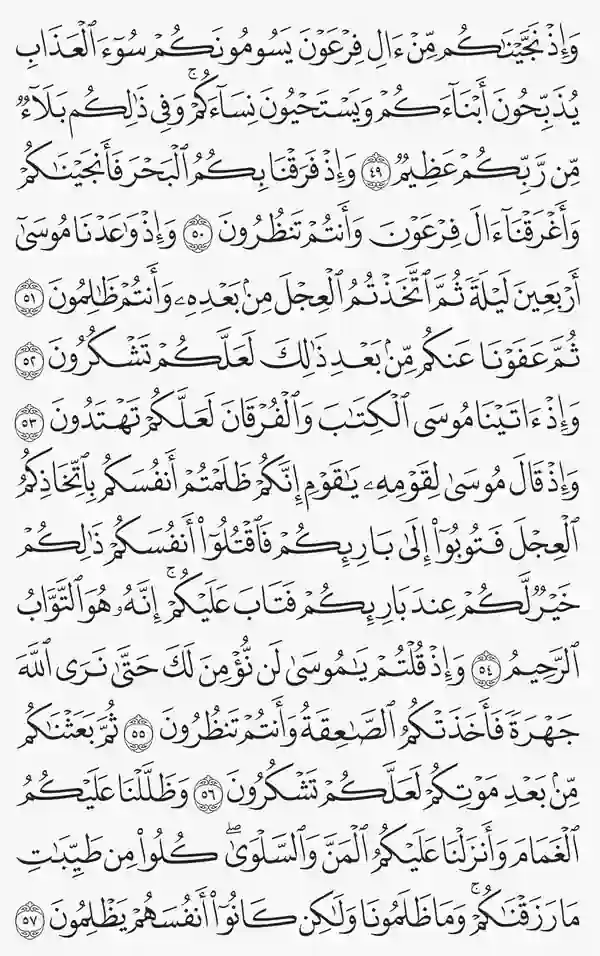 وَإِذْ نَجَّيْنَٰكُم مِّنْ ءَالِ فِرْعَوْنَ يَسُومُونَكُمْ سُوٓءَ ٱلْعَذَابِ
يُذَبِّحُونَ أَبْنَآءَكُمْ وَيَسْتَحْيُونَ نِسَآءَكُمْ ۚ وَفِى ذَٰلِكُم بَلَآءٌ
مِّن رَّبِّكُمْ عَظِيمٌ ٤٩ وَإِذْ فَرَقْنَا بِكُمُ ٱلْبَحْرَ فَأَنجَيْنَٰكُمْ
وَأَغْرَقْنَآ ءَالَ فِرْعَوْنَ وَأَنتُمْ تَنظُرُونَ ٥٠ وَإِذْ وَٰعَدْنَا مُوسَىٰٓ
أَرْبَعِينَ لَيْلَةً ثُمَّ ٱتَّخَذْتُمُ ٱلْعِجْلَ مِنۢ بَعْدِهِۦ وَأَنتُمْ ظَٰلِمُونَ ٥١
ثُمَّ عَفَوْنَا عَنكُم مِّنۢ بَعْدِ ذَٰلِكَ لَعَلَّكُمْ تَشْكُرُونَ ٥٢
وَإِذْ ءَاتَيْنَا مُوسَى ٱلْكِتَٰبَ وَٱلْفُرْقَانَ لَعَلَّكُمْ تَهْتَدُونَ ٥٣
وَإِذْ قَالَ مُوسَىٰ لِقَوْمِهِۦ يَٰقَوْمِ إِنَّكُمْ ظَلَمْتُمْ أَنفُسَكُم بِٱتِّخَاذِكُمُ
ٱلْعِجْلَ فَتُوبُوٓا۟ إِلَىٰ بَارِئِكُمْ فَٱقْتُلُوٓا۟ أَنفُسَكُمْ ذَٰلِكُمْ
خَيْرٌ لَّكُمْ عِندَ بَارِئِكُمْ فَتَابَ عَلَيْكُمْ ۚ إِنَّهُۥ هُوَ ٱلتَّوَّابُ
ٱلرَّحِيمُ ٥٤ وَإِذْ قُلْتُمْ يَٰمُوسَىٰ لَن نُّؤْمِنَ لَكَ حَتَّىٰ نَرَى ٱللَّهَ
جَهْرَةً فَأَخَذَتْكُمُ ٱلصَّٰعِقَةُ وَأَنتُمْ تَنظُرُونَ ٥٥ ثُمَّ بَعَثْنَٰكُم
مِّنۢ بَعْدِ مَوْتِكُمْ لَعَلَّكُمْ تَشْكُرُونَ ٥٦ وَظَلَّلْنَا عَلَيْكُمُ
ٱلْغَمَامَ وَأَنزَلْنَا عَلَيْكُمُ ٱلْمَنَّ وَٱلسَّلْوَىٰ ۖ كُلُوا۟ مِن طَيِّبَٰتِ
مَا رَزَقْنَٰكُمْ ۖ وَمَا ظَلَمُونَا وَلَٰكِن كَانُوٓا۟ أَنفُسَهُمْ يَظْلِمُونَ ٥٧